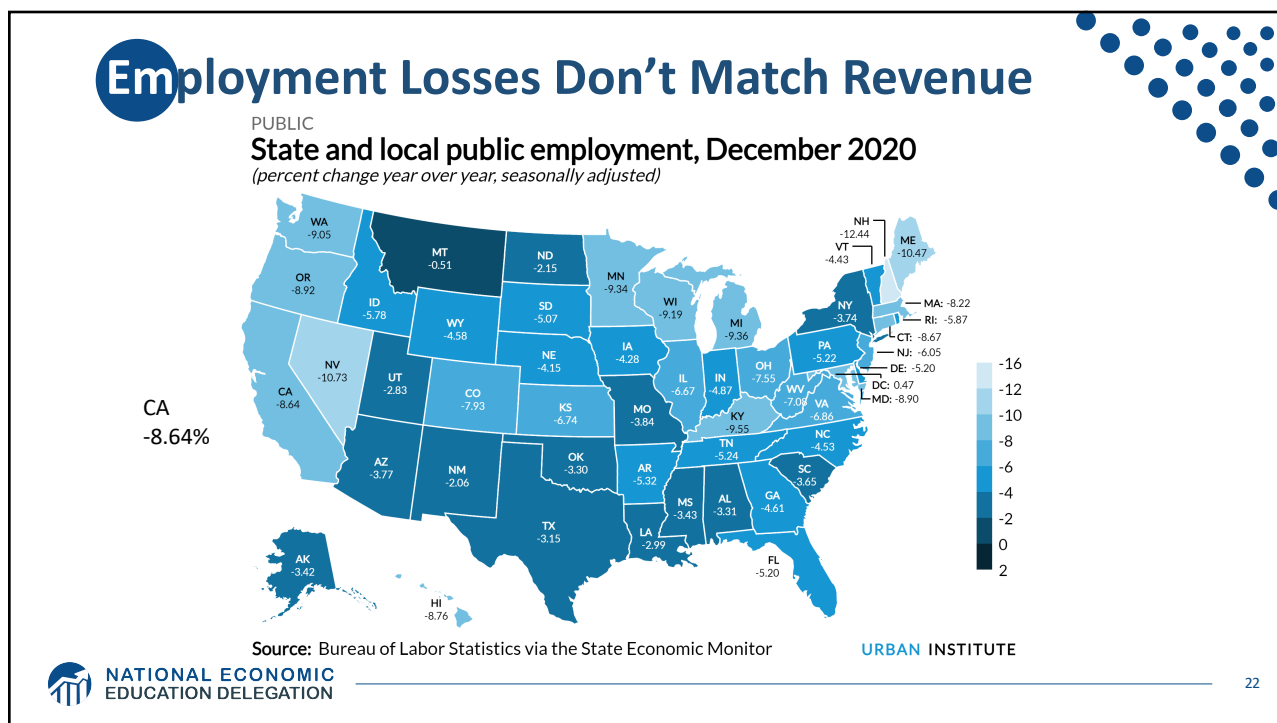 Employment Losses Don’t Match Revenue
PUBLIC
State and local public employment, December 2020
(percent change year over year, seasonally adjusted)
WA
-9.05
OR
-8.92
CA
-8.64
NV
-10.73
ID
-5.78
MT
-0.51
WY
-4.58
UT
-2.83
CO
-7.93
AZ
-3.77
NM
-2.06
ND
-2.15
SD
-5.07
NE
-4.15
KS
-6.74
OK
-3.30
TX
-3.15
MN
-9.34
IA
-4.28
MO
-3.84
AR
-5.32
LA
-2.99
WI
-9.19
IL
-6.67
MI
-9.36
IN
-4.87
OH
-7.55
KY
-9.55
TN
-5.24
MS
-3.43
AL
-3.31
GA
-4.61
FL
-5.20
SC
-3.65
NC
-4.53
VA
-6.86
WV
-7.08
PA
-5.22
NY
-3.74
VT
-4.43
NH
-12.44
ME
-10.47
MA: -8.22
RI: -5.87
CT: -8.67
NJ: -6.05
DE: -5.20
DC: 0.47
MD: -8.90
AK
-3.42
HI
-8.76
CA
-8.64%
-16
-12
-10
-8
-6
-4
-2
0
2
Source: Bureau of Labor Statistics via the State Economic Monitor
URBAN INSTITUTE
NATIONAL ECONOMIC
EDUCATION DELEGATION
22